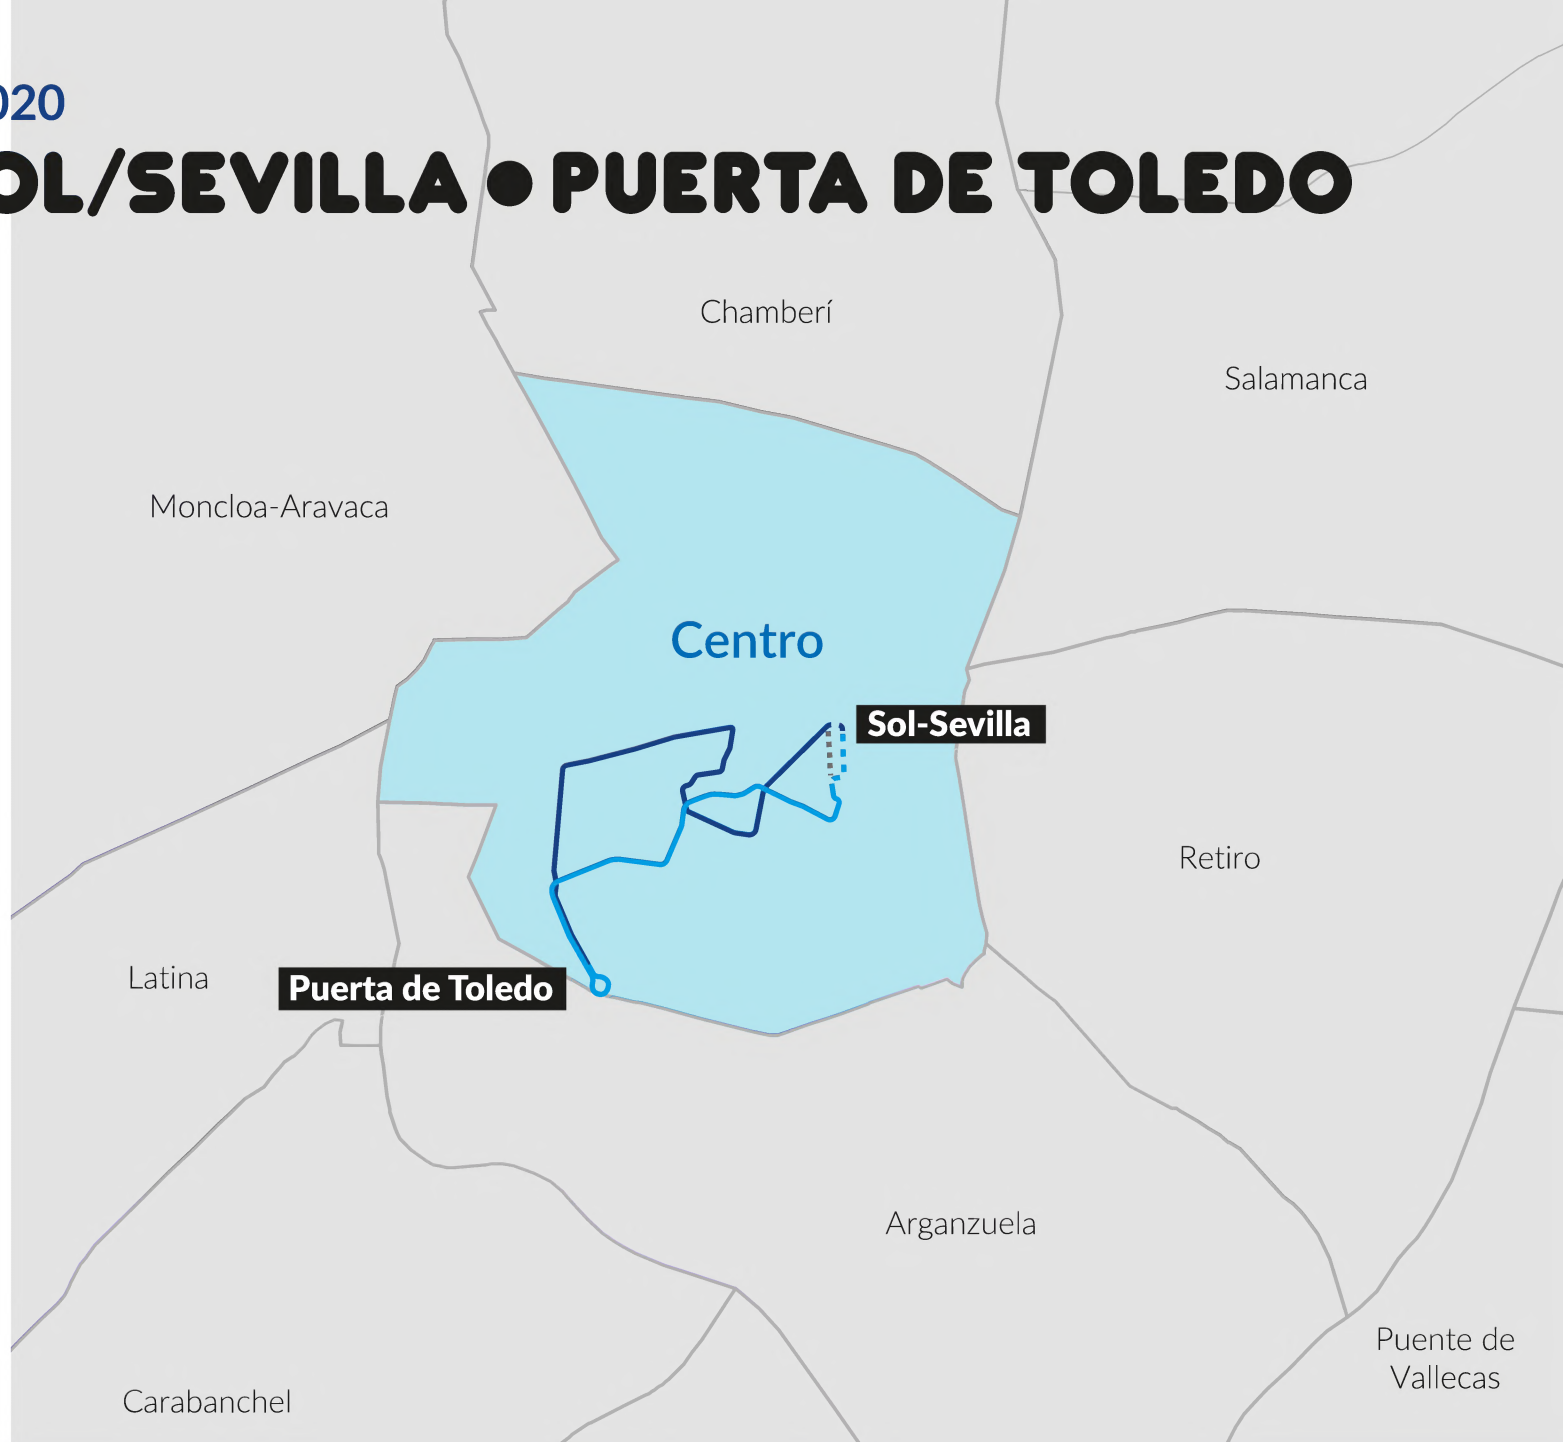 020
OL/SEVILLA ● PUERTA DE TOLEDO
Chamberí
Salamanca
Moncloa-Aravaca
Centro
Sol-Sevilla
Retiro
Latina
Puerta de Toledo
Arganzuela
Puente de
Vallecas
Carabanchel